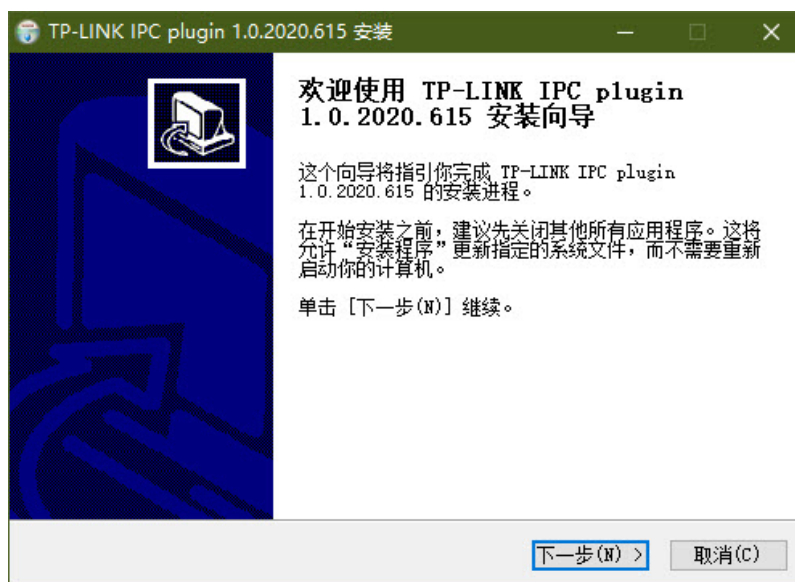 TP-LINK IPC plugin 1.0.2020.615 安装
欢迎使用 TP-LINK IPC plugin
1.0.2020.615 安装向导
这个向导将指引你完成 TP-LINK IPC plugin
1.0.2020.615 的安装进程。
在开始安装之前，建议先关闭其他所有应用程序。这将
允许“安装程序”更新指定的系统文件，而不需要重新
启动你的计算机。
单击 [下一步(N)] 继续。
下一步(N) >
取消(C)